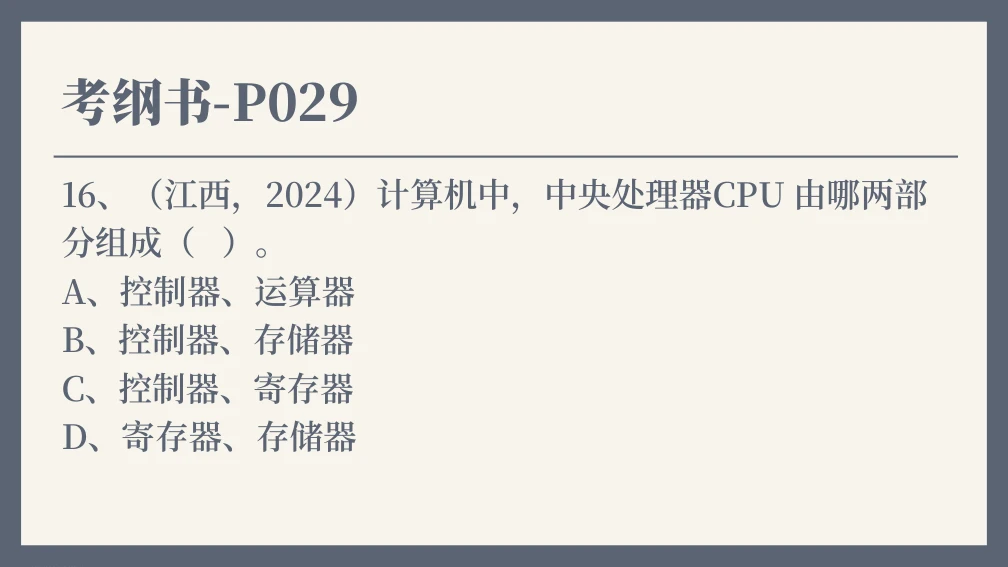 考纲书-P029
16、（江西，2024）计算机中，中央处理器CPU 由哪两部
分组成（  ）。
A、控制器、运算器
B、控制器、存储器
C、控制器、寄存器
D、寄存器、存储器